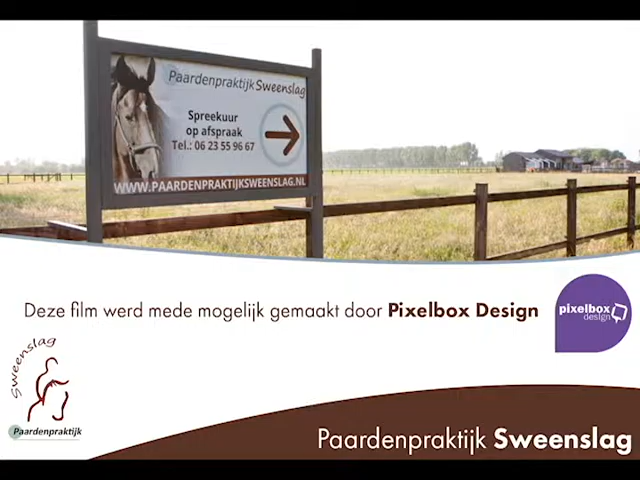 Paardenpraktijk Sweenslag
Spreekuur
op afspraak
Tel.: 06 23 55 96 67
WWW.PAARDENPRAKTIJKSWEENSLAG.NL
Deze film werd mede mogelijk gemaakt door Pixelbox Design
pixelbox
design
Sweenslag
Paardenpraktijk
Paardenpraktijk Sweenslag